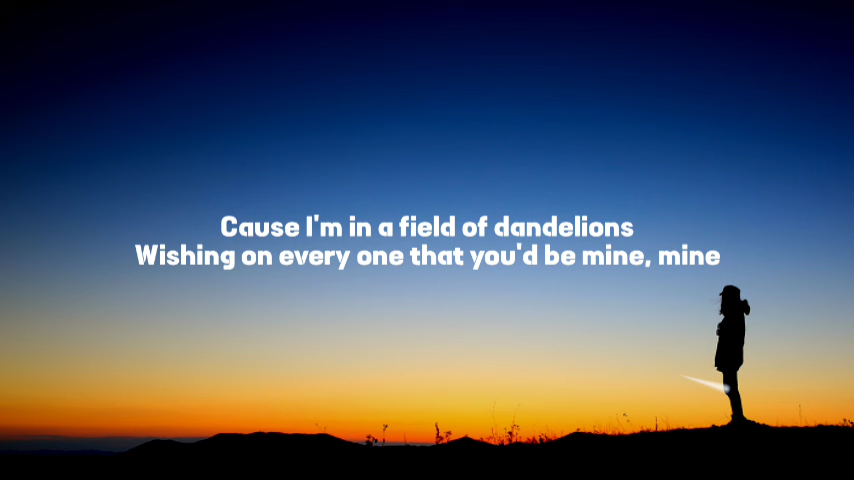 Cause I'm in a field of dandelions
Wishing on every one that you'd be mine, mine